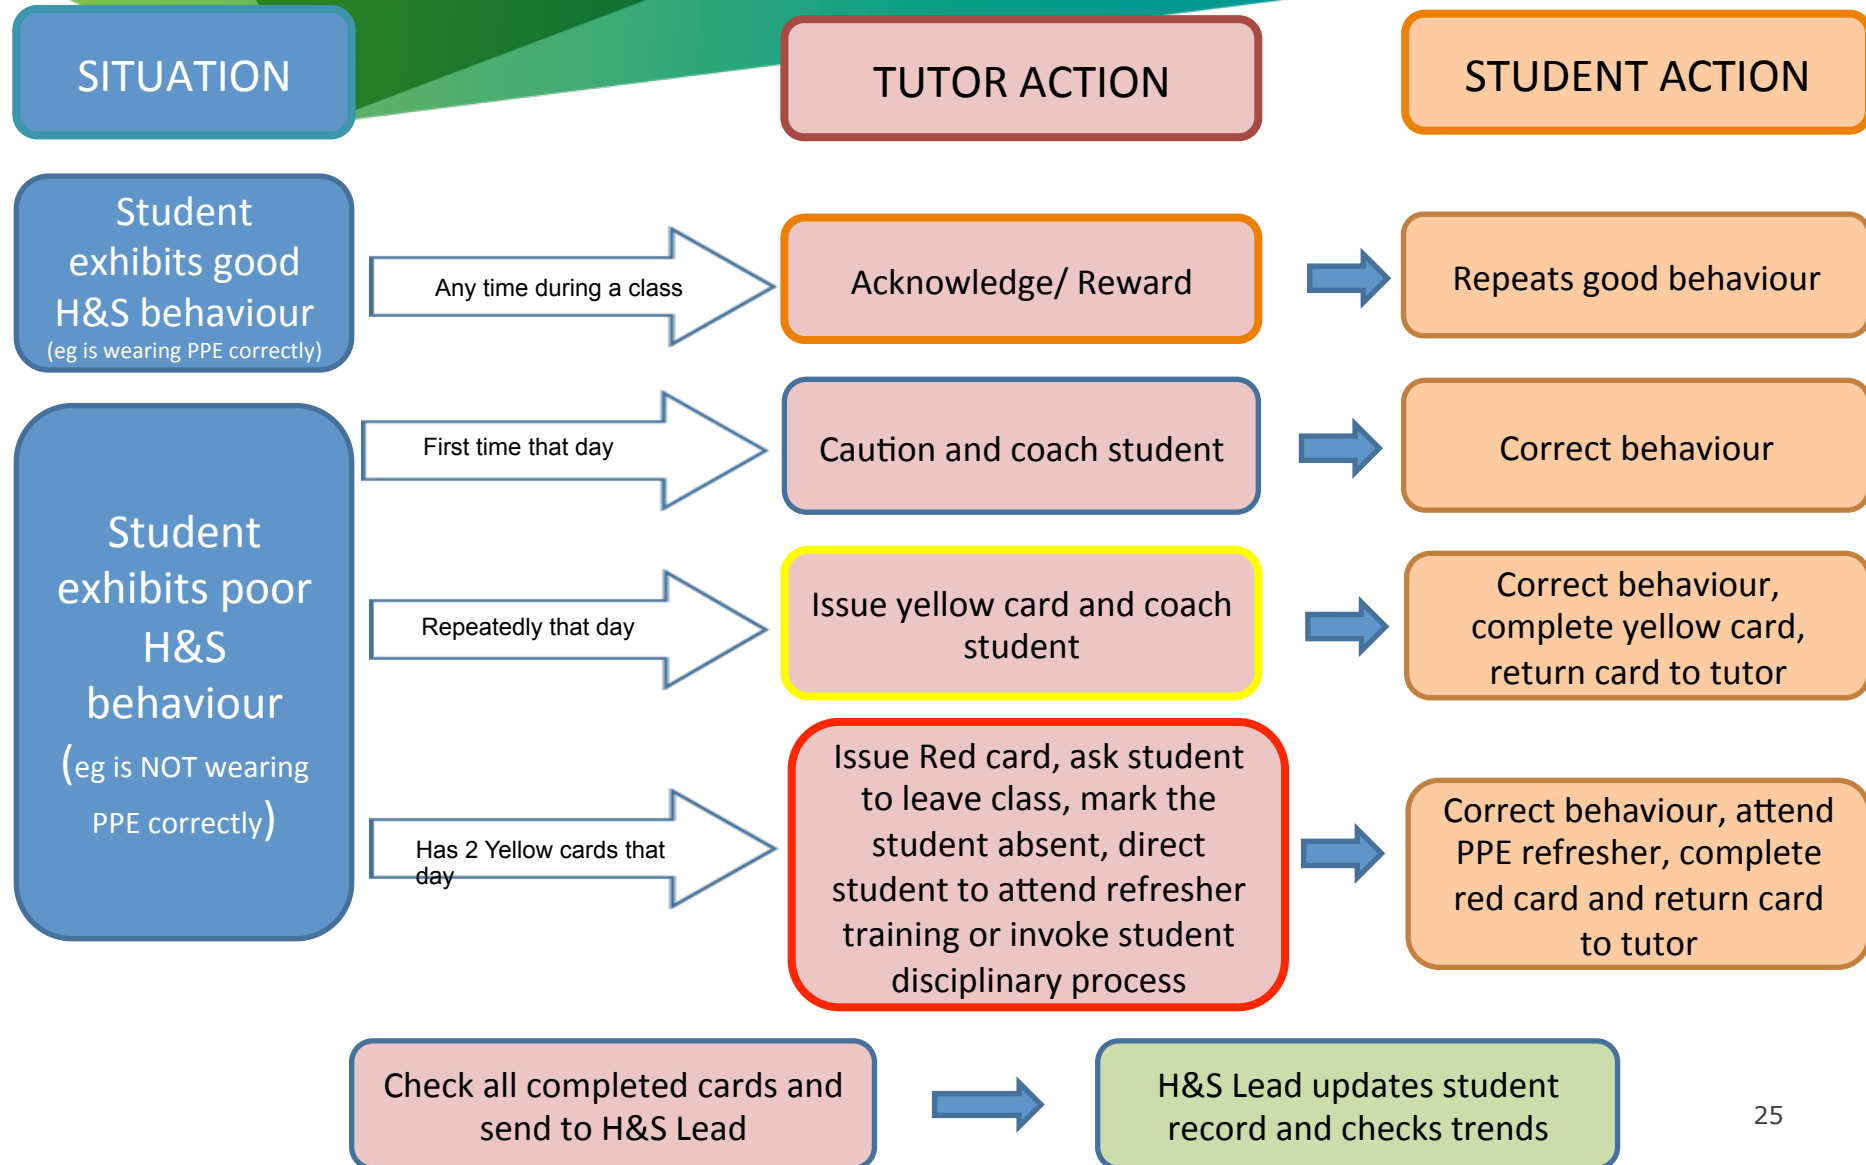 SITUATION
TUTOR ACTION
STUDENT ACTION
Student
exhibits good
H&S behaviour
(eg is wearing PPE correctly)
Any time during a class
Acknowledge/ Reward
Repeats good behaviour
Student
exhibits poor
H&S
behaviour
(eg is NOT wearing
PPE correctly)
First time that day
Caution and coach student
Correct behaviour
Repeatedly that day
Issue yellow card and coach
student
Correct behaviour,
complete yellow card,
return card to tutor
Has 2 Yellow cards that
day
Issue Red card, ask student
to leave class, mark the
student absent, direct
student to attend refresher
training or invoke student
disciplinary process
Correct behaviour, attend
PPE refresher, complete
red card and return card
to tutor
Check all completed cards and
send to H&S Lead
H&S Lead updates student
record and checks trends
25